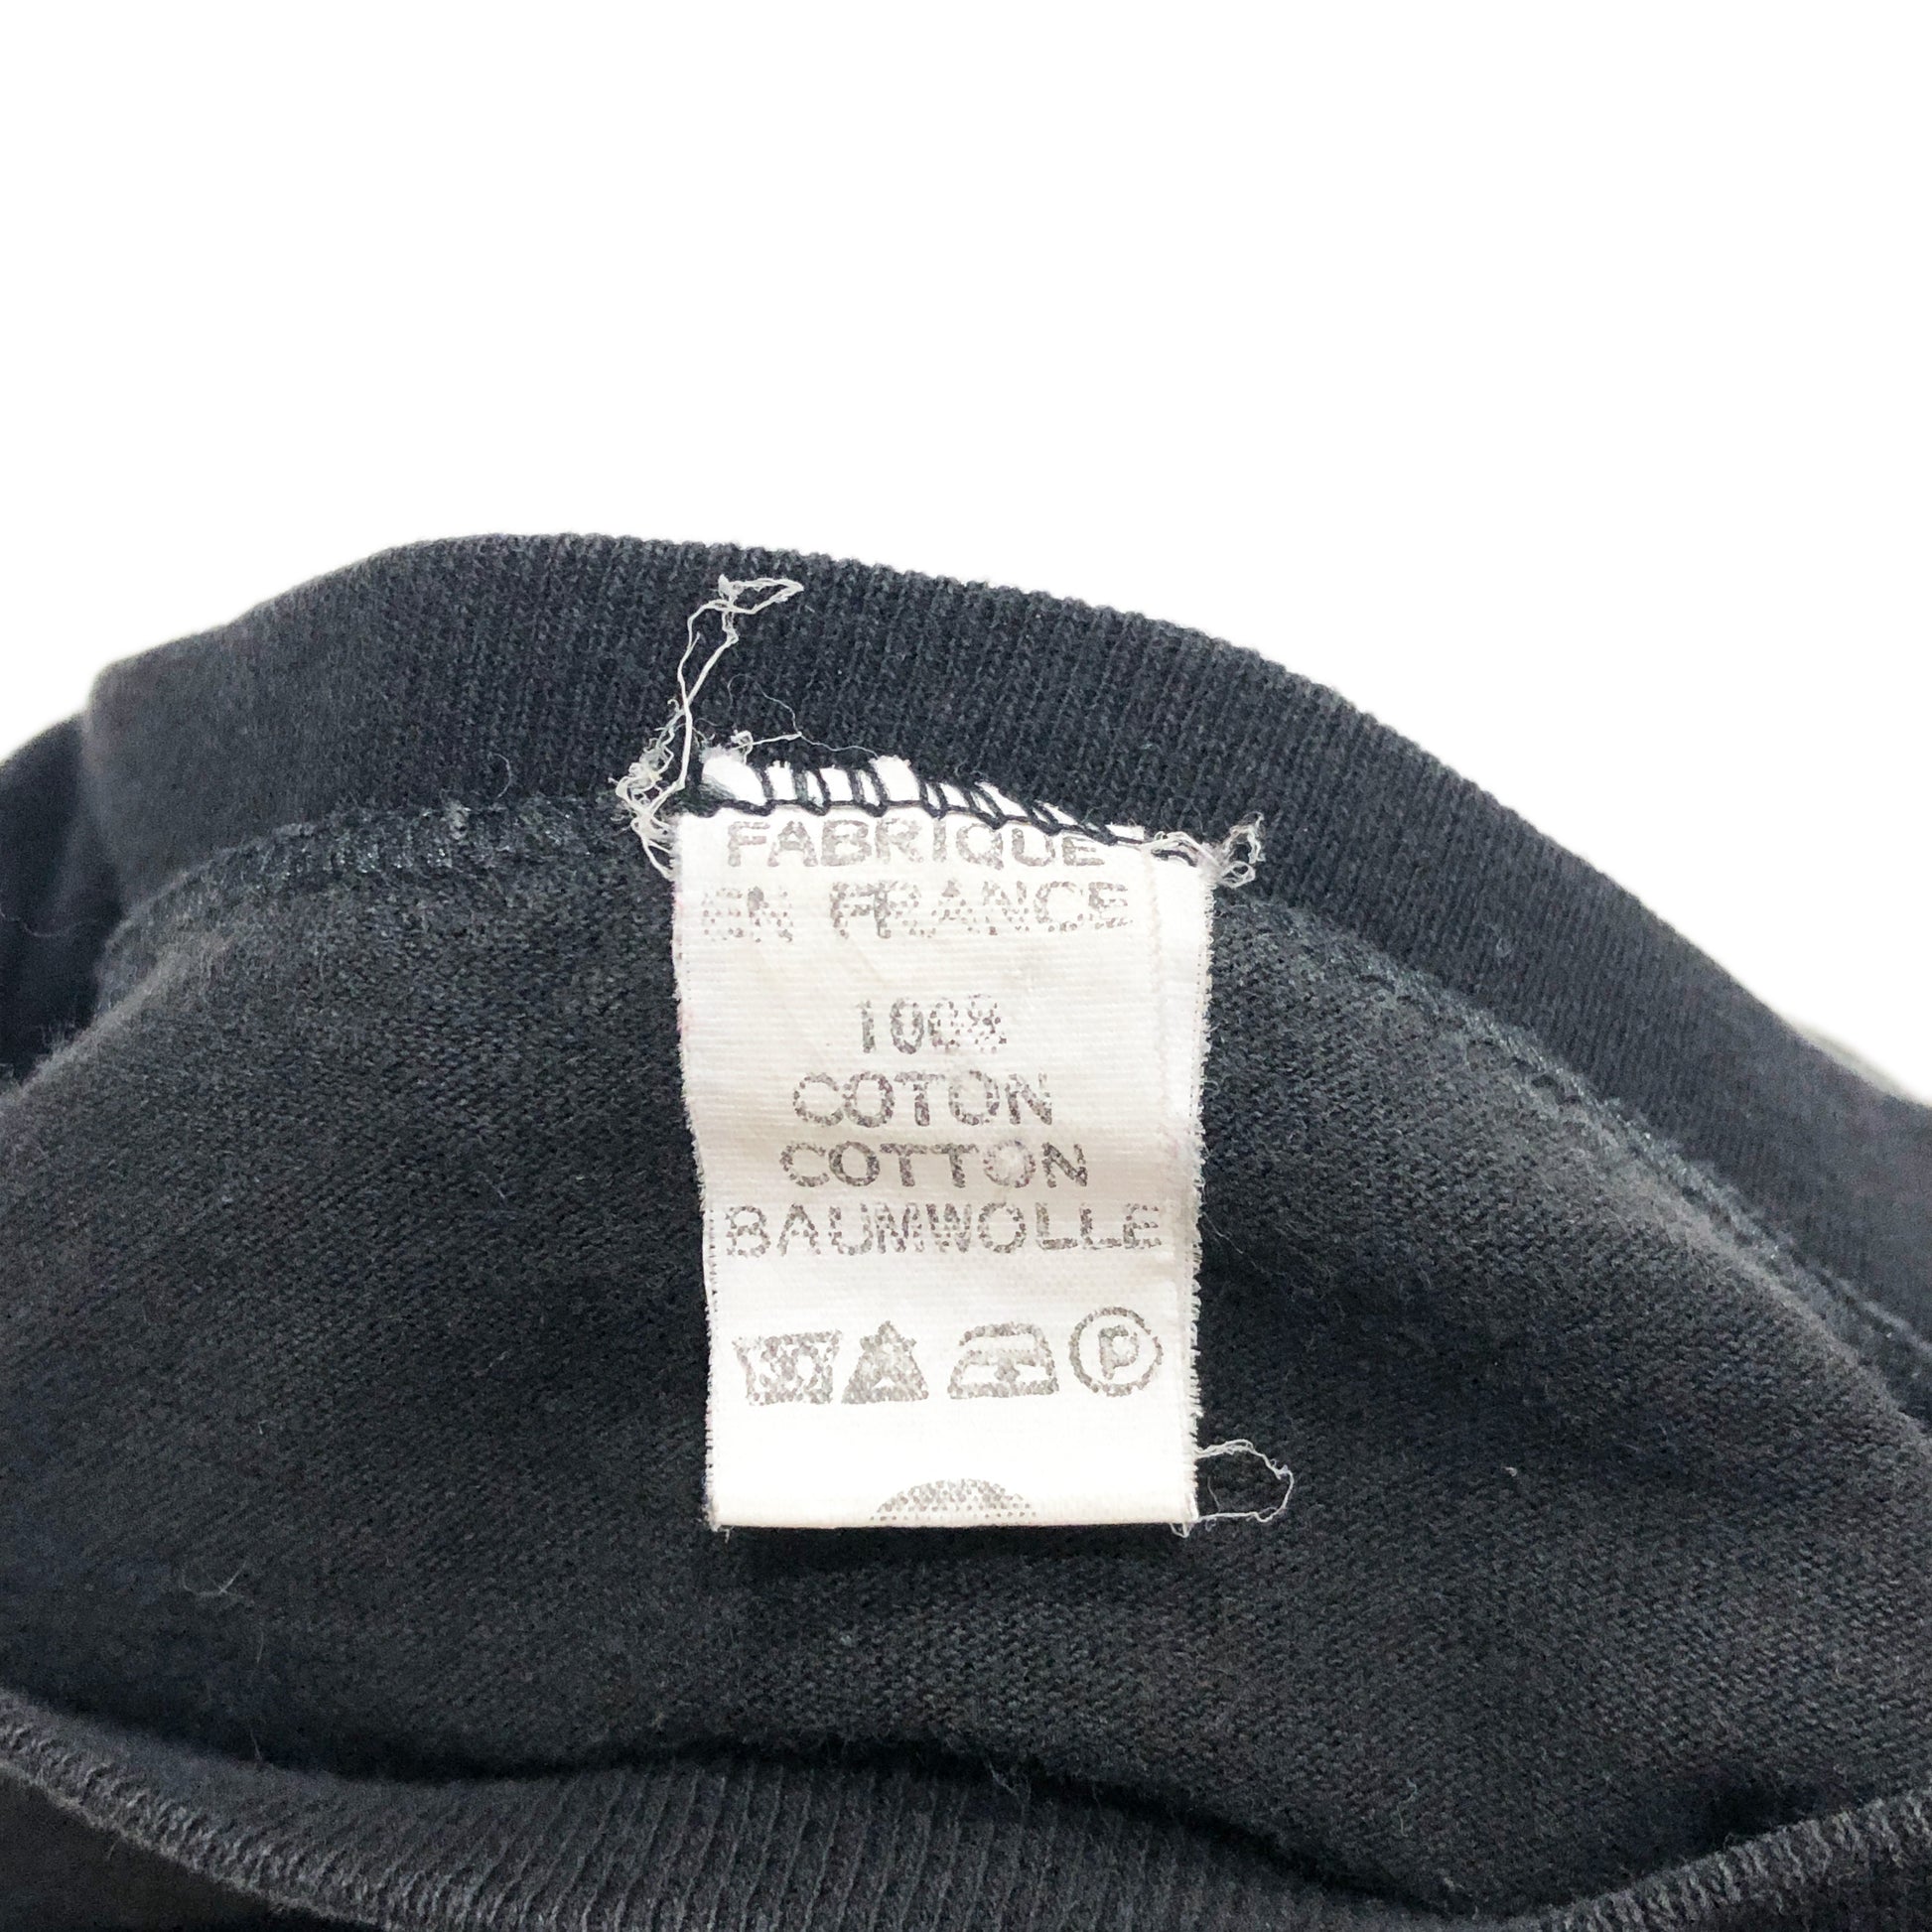 FABRIQUE
EN FRANCE
100%
COTON
COTTON
BAUMWOLLE
P